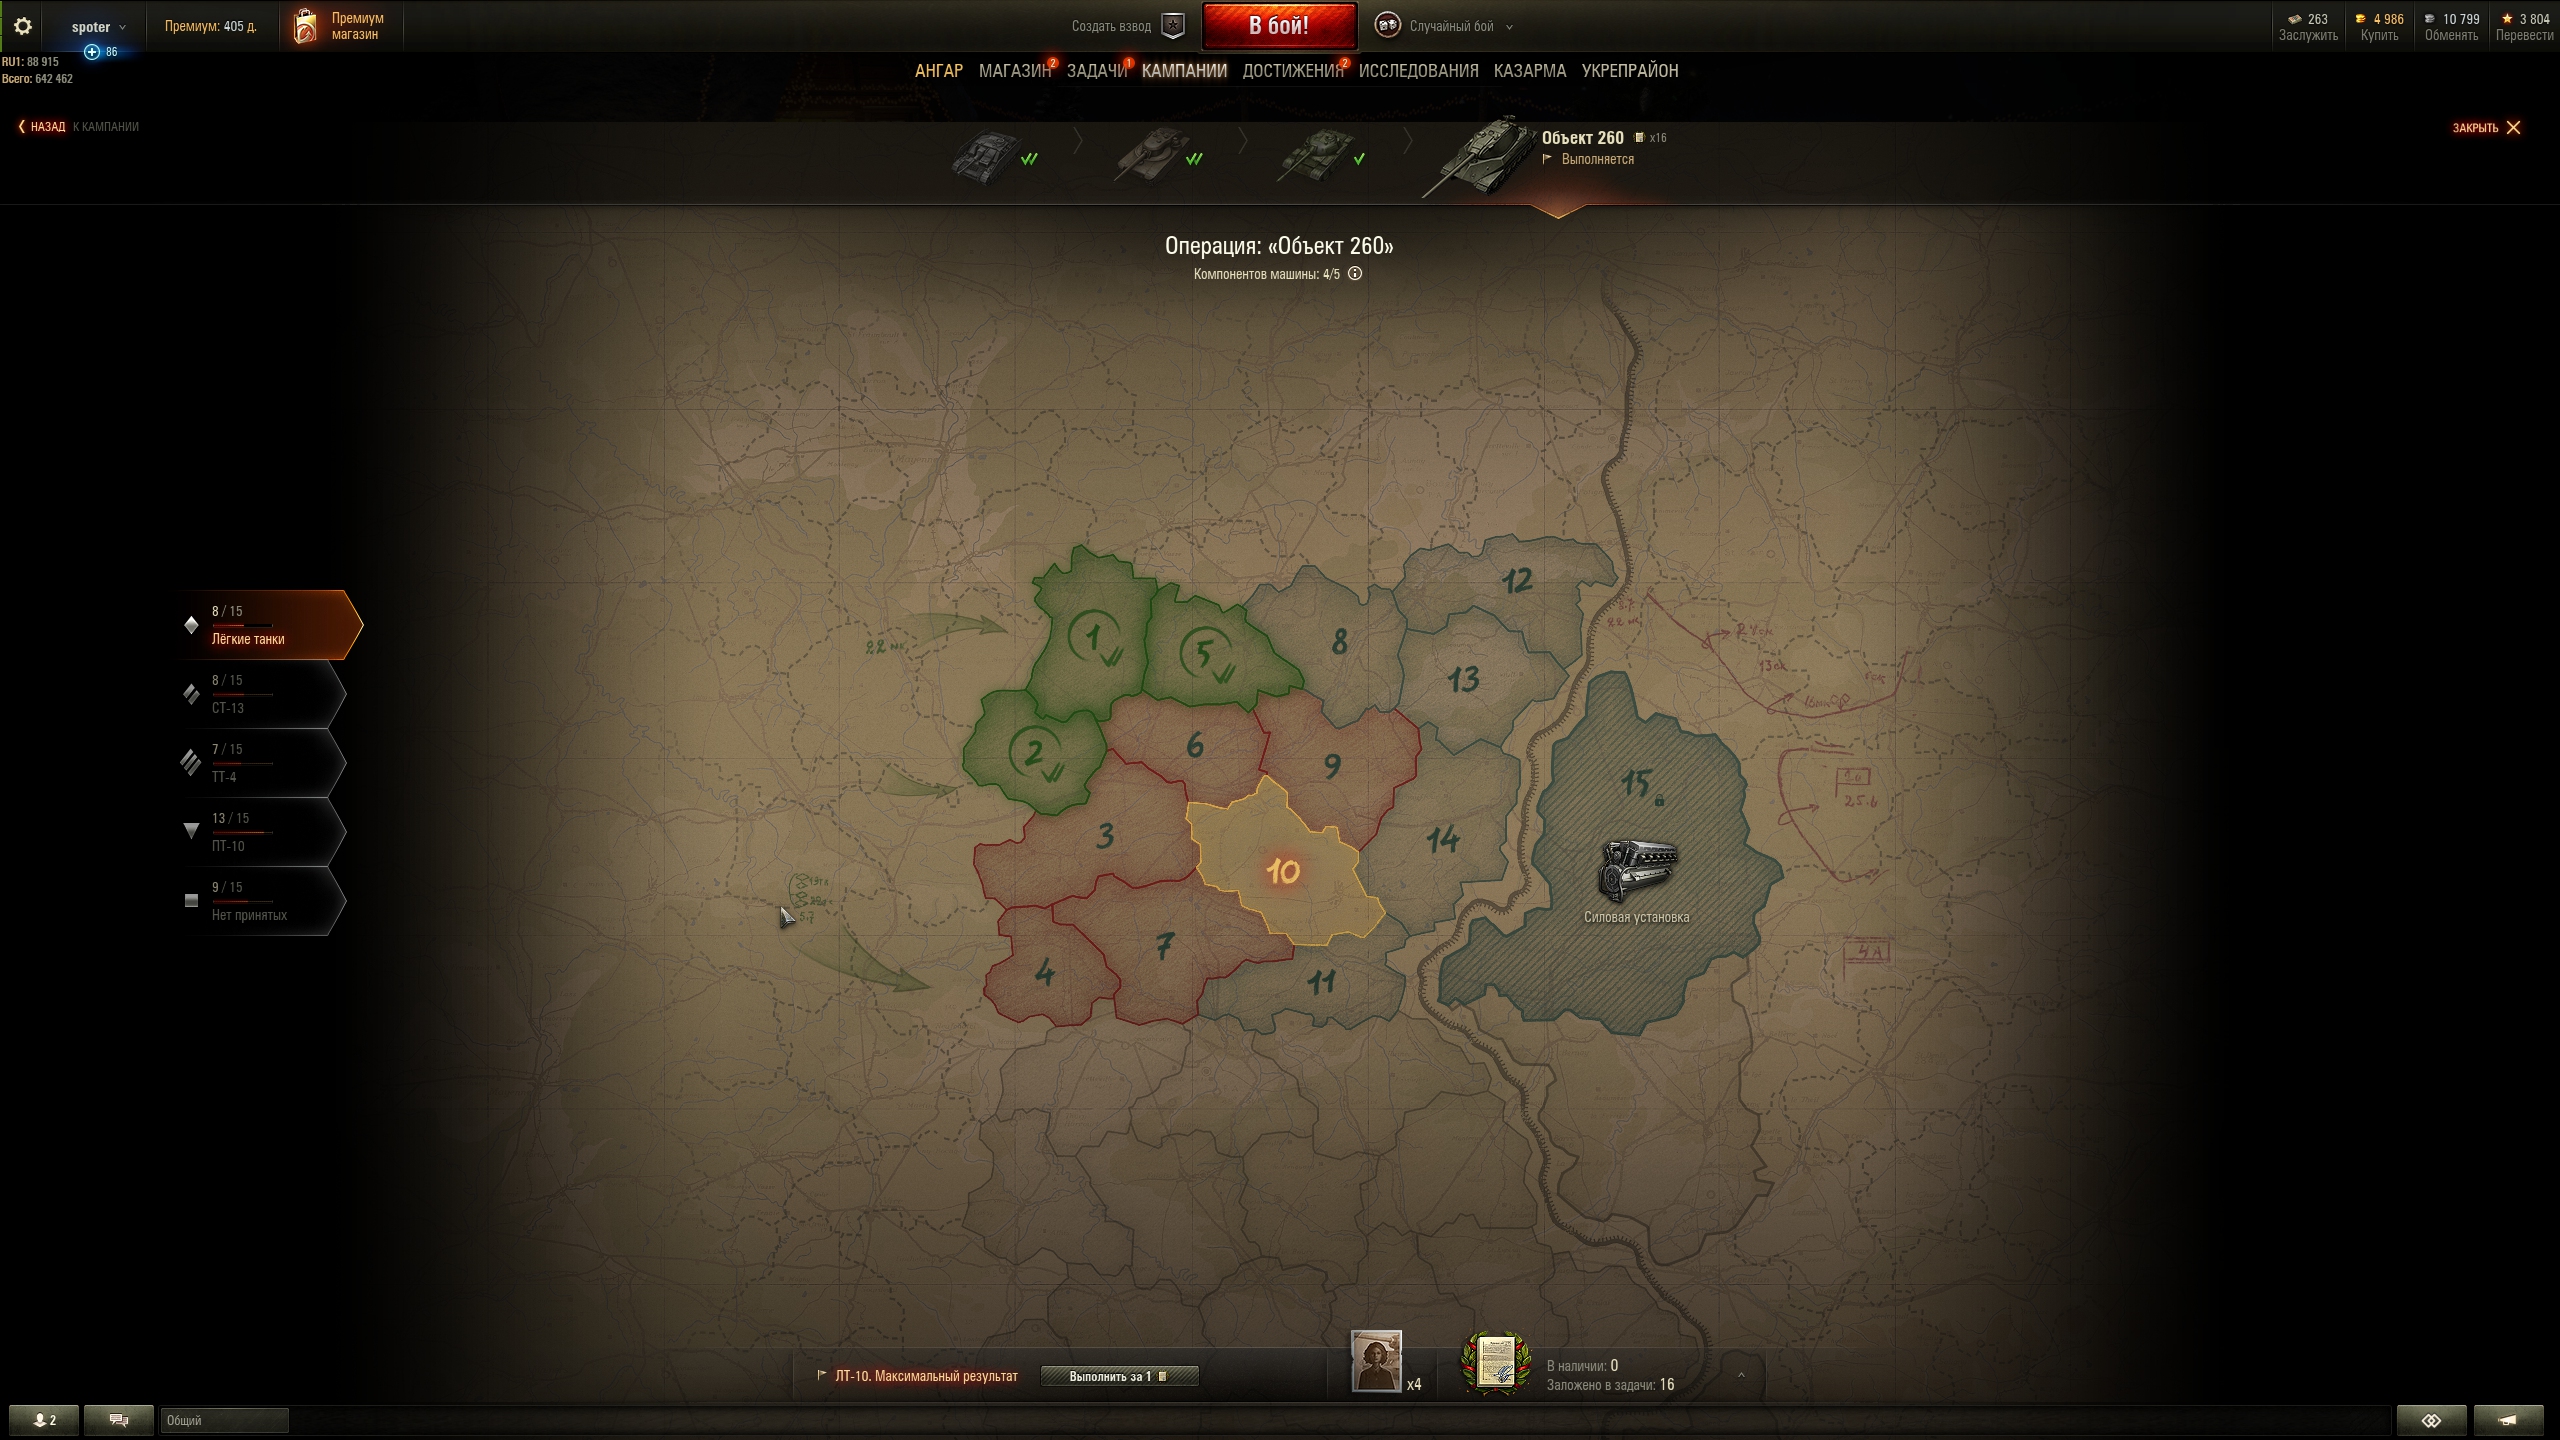 spoter
86
Премиум: 405 д.
Премиум
магазин
Создать взвод
В бой!
Случайный бой
263
Заслужить
4 986
Купить
10 799
Обменять
3 804
Перевести
RU1: 88 915
Всего: 642 462
АНГАР
МАГАЗИН 2
ЗАДАЧИ 1
КАМПАНИИ
ДОСТИЖЕНИЯ 2
ИССЛЕДОВАНИЯ
КАЗАРМА
УКРЕПРАЙОН
НАЗАД К КАМПАНИИ
Объект 260 x16
Выполняется
ЗАКРЫТЬ
Операция: «Объект 260»
Компонентов машины: 4/5
8 / 15
Лёгкие танки
8 / 15
СТ-13
7 / 15
ТТ-4
13 / 15
ПТ-10
9 / 15
Нет принятых
12
1
5
8
13
2
6
9
15
3
14
10
Силовая установка
7
4
11
ЛТ-10. Максимальный результат
Выполнить за 1
x4
В наличии: 0
Заложено в задачи: 16
2
Общий